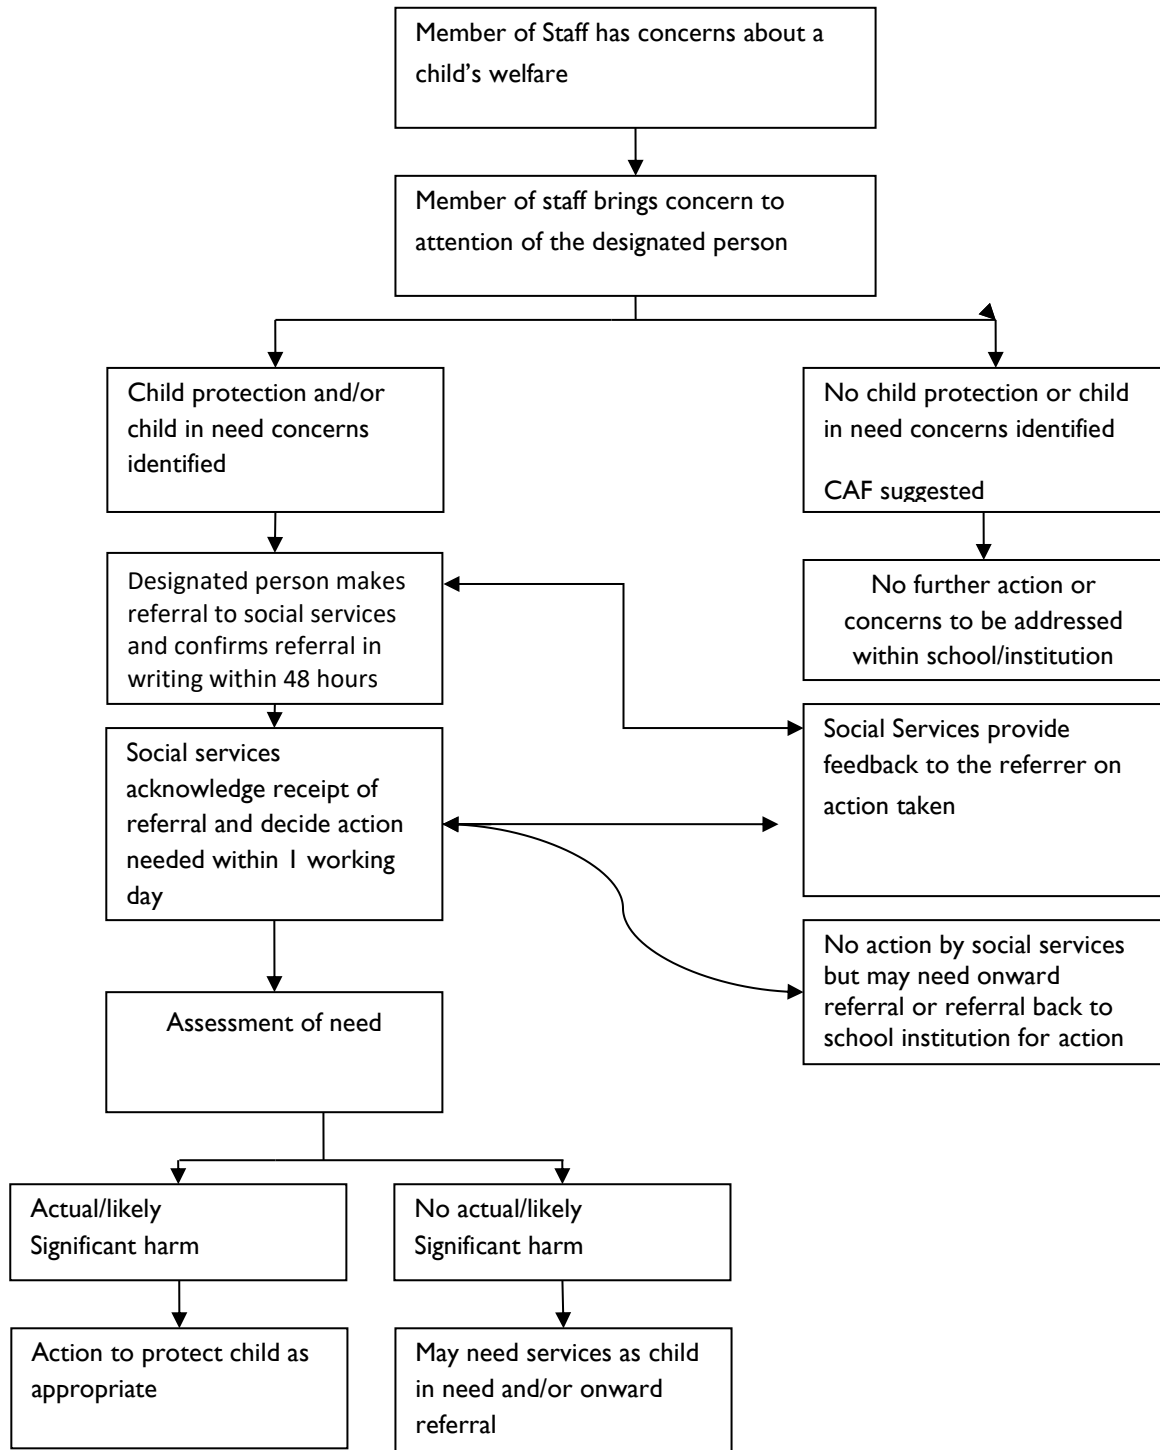 Member of Staff has concerns about a
child’s welfare
Member of staff brings concern to
attention of the designated person
Child protection and/or
child in need concerns
identified
No child protection or child
in need concerns identified
CAF suggested
Designated person makes
referral to social services
and confirms referral in
writing within 48 hours
No further action or
concerns to be addressed
within school/institution
Social services
acknowledge receipt of
referral and decide action
needed within 1 working
day
Social Services provide
feedback to the referrer on
action taken
No action by social services
but may need onward
referral or referral back to
school institution for action
Assessment of need
Actual/likely
Significant harm
No actual/likely
Significant harm
Action to protect child as
appropriate
May need services as child
in need and/or onward
referral